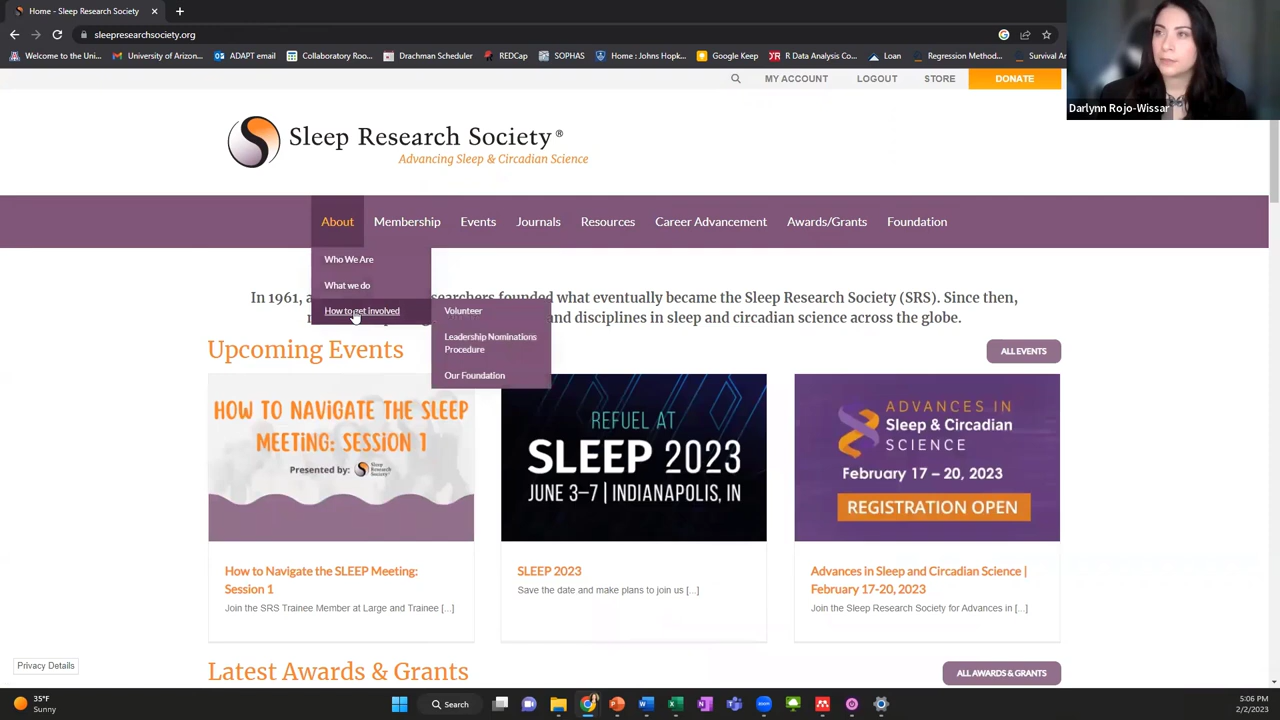 Home - Sleep Research Society
sleepresearchsociety.org
Welcome to the Uni...
University of Arizon...
ADAPT email
Collaboratory Roo...
Drachman Scheduler
REDCap
SOPHAS
Home : Johns Hopk...
Google Keep
R Data Analysis Co...
Loan
Regression Method...
Survival An
Darlynn Rojo-Wissar
MY ACCOUNT
LOGOUT
STORE
DONATE
Sleep Research Society®
Advancing Sleep & Circadian Science
About
Membership
Events
Journals
Resources
Career Advancement
Awards/Grants
Foundation
Who We Are
What we do
How to get involved
Volunteer
Leadership Nominations
Procedure
Our Foundation
In 1961, a researchers founded what eventually became the Sleep Research Society (SRS). Since then,
and disciplines in sleep and circadian science across the globe.
Upcoming Events
ALL EVENTS
HOW TO NAVIGATE THE SLEEP
MEETING: SESSION 1
Presented by: Sleep
Research
Society
How to Navigate the SLEEP Meeting:
Session 1
Join the SRS Trainee Member at Large and Trainee [...]
REFUEL AT
SLEEP 2023
JUNE 3–7 | INDIANAPOLIS, IN
SLEEP 2023
Save the date and make plans to join us [...]
ADVANCES IN
Sleep & Circadian
SCIENCE
February 17 – 20, 2023
REGISTRATION OPEN
Advances in Sleep and Circadian Science |
February 17-20, 2023
Join the Sleep Research Society for Advances in [...]
Privacy Details
Latest Awards & Grants
ALL AWARDS & GRANTS
35°F
Sunny
Search
5:06 PM
2/2/2023